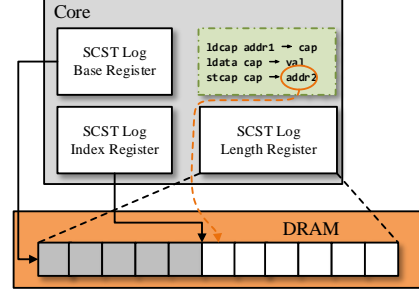 Core
SCST Log
Base Register
ldcap addr1 → cap
ldata cap → val
stcap cap → addr2
SCST Log
Index Register
SCST Log
Length Register
DRAM